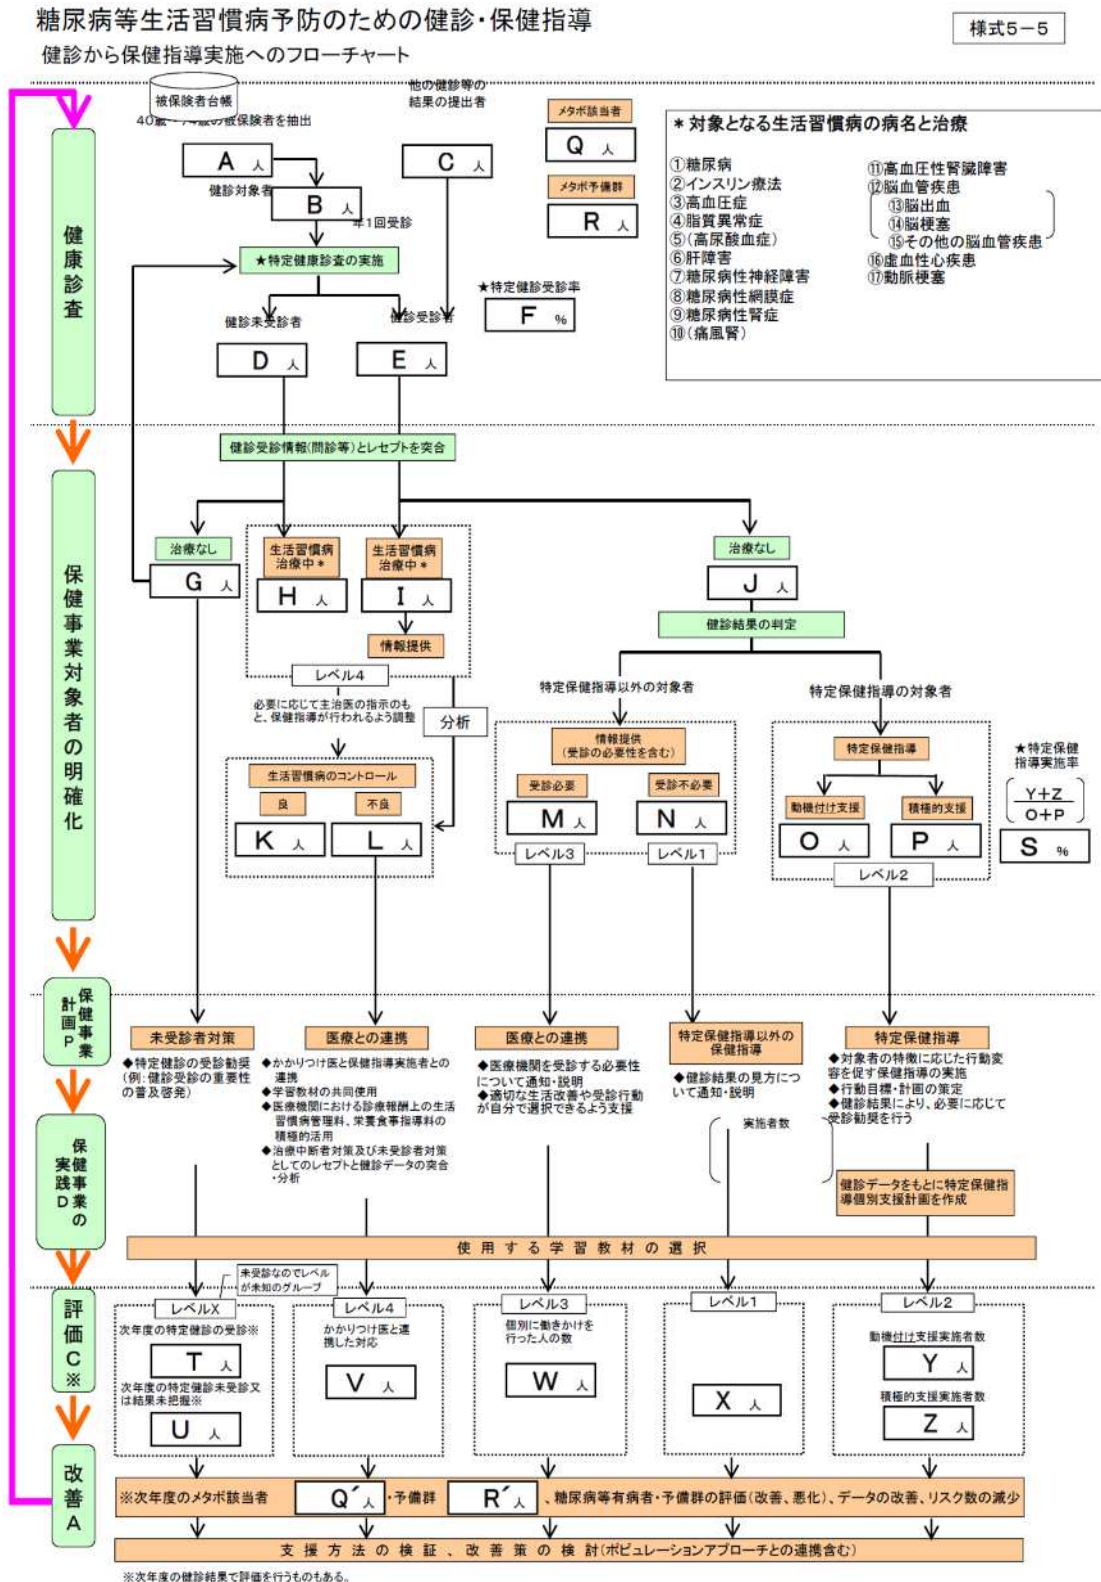 糖尿病等生活習慣病予防のための健診・保健指導
様式5－5
健診から保健指導実施へのフローチャート
被保険者台帳
40歳～74歳の被保険者を抽出
他の健診等の
結果の提出者
メタボ該当者
Q 人
メタボ予備群
R 人
A 人
健診対象者
B 人
年1回受診
C 人
＊対象となる生活習慣病の病名と治療
①糖尿病
②インスリン療法
③高血圧症
④脂質異常症
⑤(高尿酸血症)
⑥肝障害
⑦糖尿病性神経障害
⑧糖尿病性網膜症
⑨糖尿病性腎症
⑩(痛風腎)
⑪高血圧性腎臓障害
⑫脳血管疾患
⑬脳出血
⑭脳梗塞
⑮その他の脳血管疾患
⑯虚血性心疾患
⑰動脈梗塞
健康診査
★特定健康診査の実施
★特定健診受診率
F %
健診未受診者
D 人
健診受診者
E 人
健診受診情報(問診等)とレセプトを突合
保健事業対象者の明確化
治療なし
G 人
生活習慣病
治療中＊
H 人
生活習慣病
治療中＊
I 人
情報提供
レベル4
必要に応じて主治医の指示のも
と、保健指導が行われるよう調整
分析
生活習慣病のコントロール
良
不良
K 人
L 人
治療なし
J 人
健診結果の判定
特定保健指導以外の対象者
特定保健指導の対象者
情報提供
(受診の必要性を含む)
受診必要
受診不必要
M 人
N 人
レベル3
レベル1
特定保健指導
動機付け支援
積極的支援
O 人
P 人
レベル2
★特定保健
指導実施率
Y+Z
O+P
S %
保健事業
計画P
未受診者対策
◆特定健診の受診勧奨
(例:健診受診の重要性
の普及啓発)
医療との連携
◆かかりつけ医と保健指導実施者との
連携
◆学習教材の共同使用
◆医療機関における診療報酬上の生活
習慣病管理料、栄養食事指導料の
積極的活用
◆治療中断者対策及び未受診者対策
としてのレセプトと健診データの突合
・分析
医療との連携
◆医療機関を受診する必要性
について通知・説明
◆適切な生活改善や受診行動
が自分で選択できるよう支援
特定保健指導以外の
保健指導
◆健診結果の見方につ
いて通知・説明
実施者数
特定保健指導
◆対象者の特徴に応じた行動変
容を促す保健指導の実施
◆行動目標・計画の策定
◆健診結果により、必要に応じて
受診勧奨を行う
健診データをもとに特定保健指
導個別支援計画を作成
保健事業の
実践D
使用する学習教材の選択
評価C※
未受診なのでレベル
が未知のグループ
レベルX
次年度の特定健診の受診※
T 人
次年度の特定健診未受診又
は結果未把握※
U 人
レベル4
かかりつけ医と連
携した対応
V 人
レベル3
個別に働きかけを
行った人の数
W 人
レベル1
X 人
レベル2
動機付け支援実施者数
Y 人
積極的支援実施者数
Z 人
改善A
※次年度のメタボ該当者 Q´人 ・予備群 R´人 、糖尿病等有病者・予備群の評価(改善、悪化)、データの改善、リスク数の減少
支援方法の検証、改善策の検討(ポピュレーションアプローチとの連携含む)
※次年度の健診結果で評価を行うものもある。